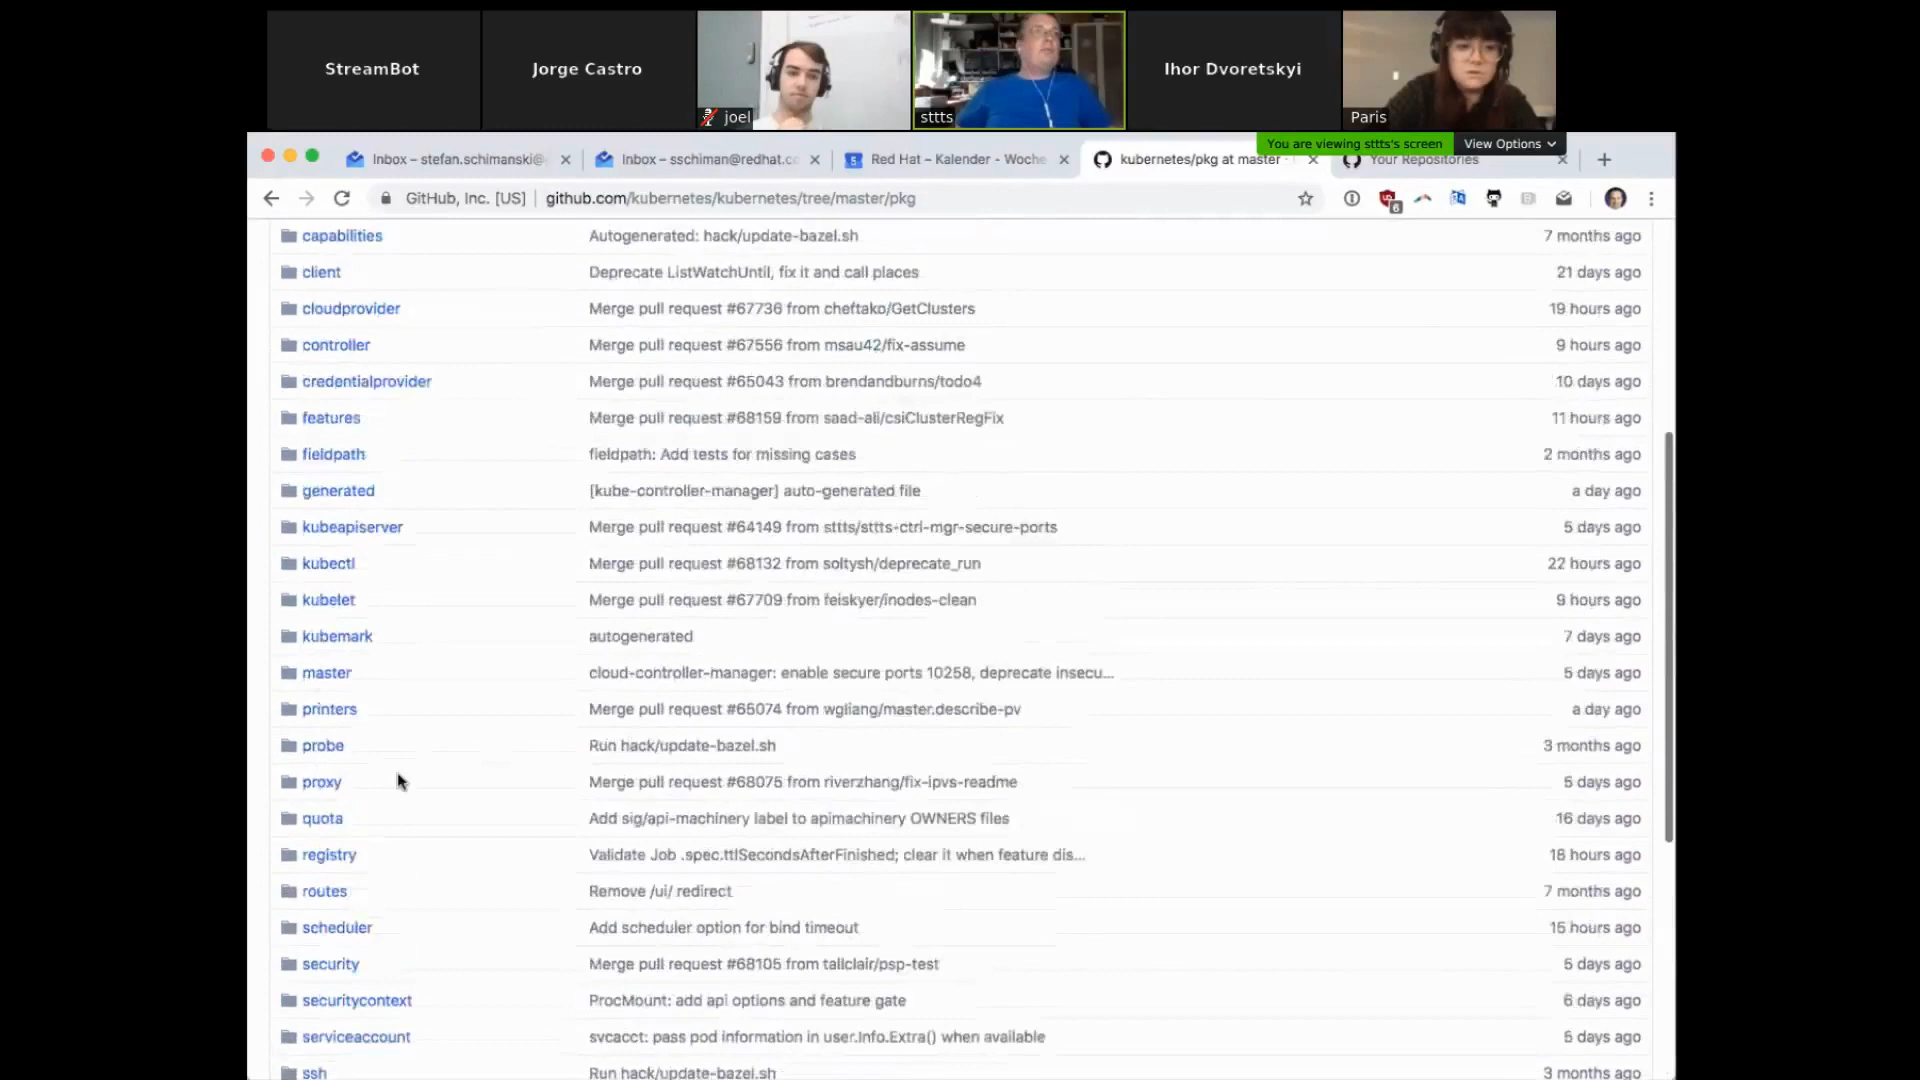 StreamBot
Jorge Castro
joel
sttts
Ihor Dvoretskyi
Paris
You are viewing sttts's screen
View Options
Inbox – stefan.schimanski@
Inbox – sschiman@redhat.c
Red Hat – Kalender - Woche
kubernetes/pkg at master
Your Repositories
GitHub, Inc. [US] github.com/kubernetes/kubernetes/tree/master/pkg
6
capabilities Autogenerated: hack/update-bazel.sh 7 months ago
client Deprecate ListWatchUntil, fix it and call places 21 days ago
cloudprovider Merge pull request #67736 from cheftako/GetClusters 19 hours ago
controller Merge pull request #67556 from msau42/fix-assume 9 hours ago
credentialprovider Merge pull request #65043 from brendandburns/todo4 10 days ago
features Merge pull request #68159 from saad-ali/csiClusterRegFix 11 hours ago
fieldpath fieldpath: Add tests for missing cases 2 months ago
generated [kube-controller-manager] auto-generated file a day ago
kubeapiserver Merge pull request #64149 from sttts/sttts-ctrl-mgr-secure-ports 5 days ago
kubectl Merge pull request #68132 from soltysh/deprecate_run 22 hours ago
kubelet Merge pull request #67709 from feiskyer/inodes-clean 9 hours ago
kubemark autogenerated 7 days ago
master cloud-controller-manager: enable secure ports 10258, deprecate insecu... 5 days ago
printers Merge pull request #65074 from wgliang/master.describe-pv a day ago
probe Run hack/update-bazel.sh 3 months ago
proxy Merge pull request #68075 from riverzhang/fix-ipvs-readme 5 days ago
quota Add sig/api-machinery label to apimachinery OWNERS files 16 days ago
registry Validate Job .spec.ttlSecondsAfterFinished; clear it when feature dis... 18 hours ago
routes Remove /ui/ redirect 7 months ago
scheduler Add scheduler option for bind timeout 15 hours ago
security Merge pull request #68105 from tallclair/psp-test 5 days ago
securitycontext ProcMount: add api options and feature gate 6 days ago
serviceaccount svcacct: pass pod information in user.Info.Extra() when available 5 days ago
ssh Run hack/update-bazel.sh 3 months ago